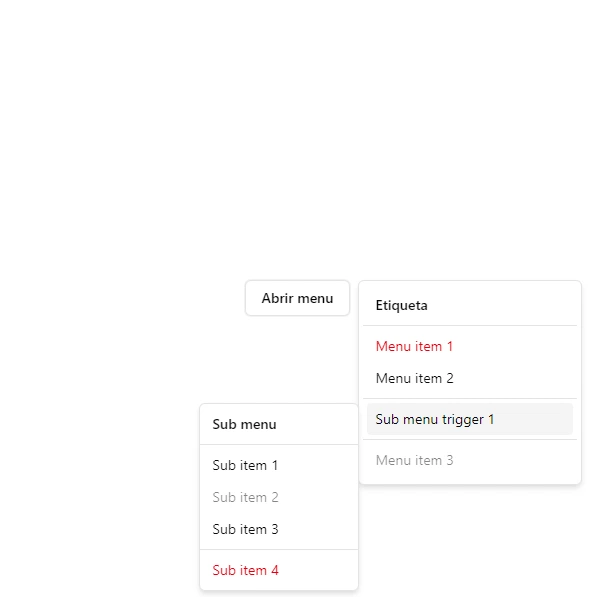 Abrir menu
Etiqueta
Menu item 1
Menu item 2
Sub menu trigger 1
Menu item 3
Sub menu
Sub item 1
Sub item 2
Sub item 3
Sub item 4